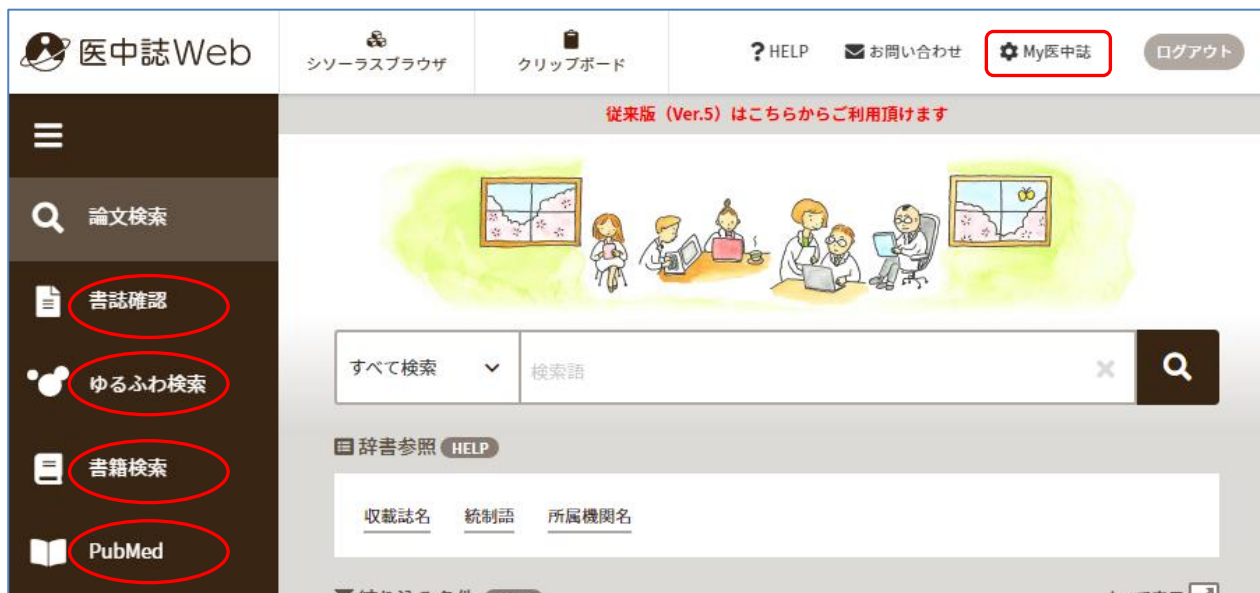 医中誌Web
シソーラスブラウザ
クリップボード
?HELP
お問い合わせ
My医中誌
ログアウト
従来版（Ver.5）はこちらからご利用頂けます
論文検索
書誌確認
ゆるふわ検索
書籍検索
PubMed
すべて検索
検索語
辞書参照 HELP
収載誌名 統制語 所属機関名